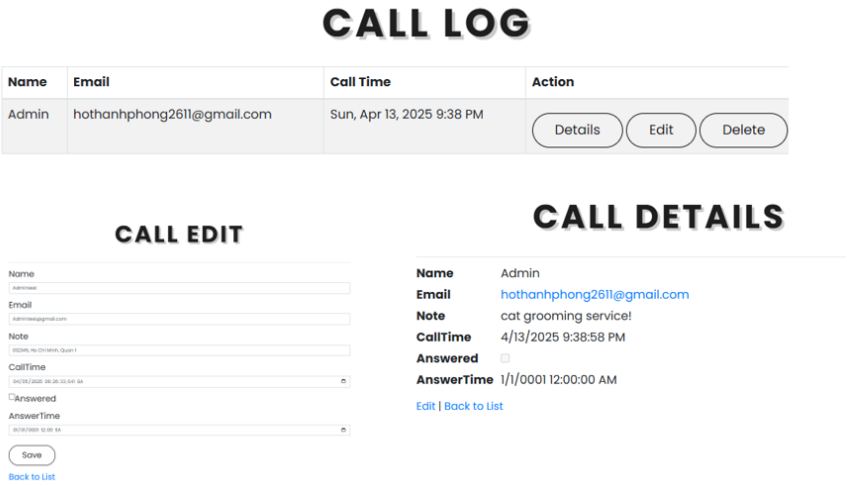 CALL LOG
Name Email Call Time Action
Admin hothanhphong2611@gmail.com Sun, Apr 13, 2025 9:38 PM Details Edit Delete
CALL EDIT
Name
Email
Note
CallTime
Answered
AnswerTime
Save
Back to List
CALL DETAILS
Name Admin
Email hothanhphong2611@gmail.com
Note cat grooming service!
CallTime 4/13/2025 9:38:58 PM
Answered
AnswerTime 1/1/0001 12:00:00 AM
Edit | Back to List